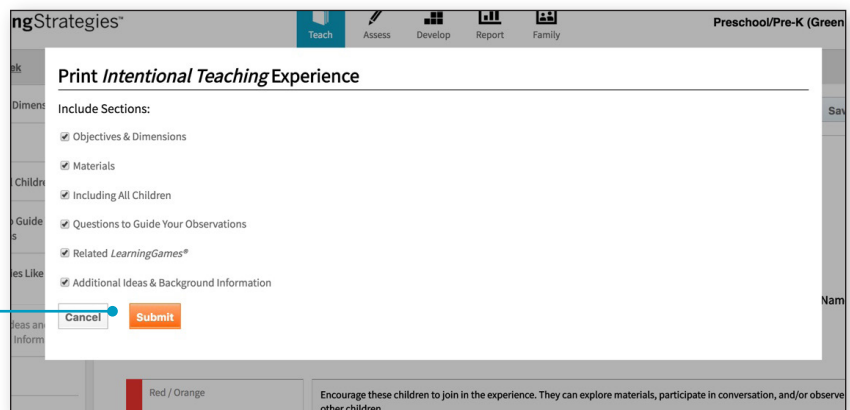 ngStrategies™
Teach
Assess
Develop
Report
Family
Preschool/Pre-K (Green
ek
Print Intentional Teaching Experience
Dimens
Include Sections:
Sav
Objectives & Dimensions
Materials
l Childre
Including All Children
o Guide
s
Questions to Guide Your Observations
Related LearningGames®
ies Like
Additional Ideas & Background Information
Nam
Cancel
Submit
deas an
Inform
Red / Orange
Encourage these children to join in the experience. They can explore materials, participate in conversation, and/or observe
other children.